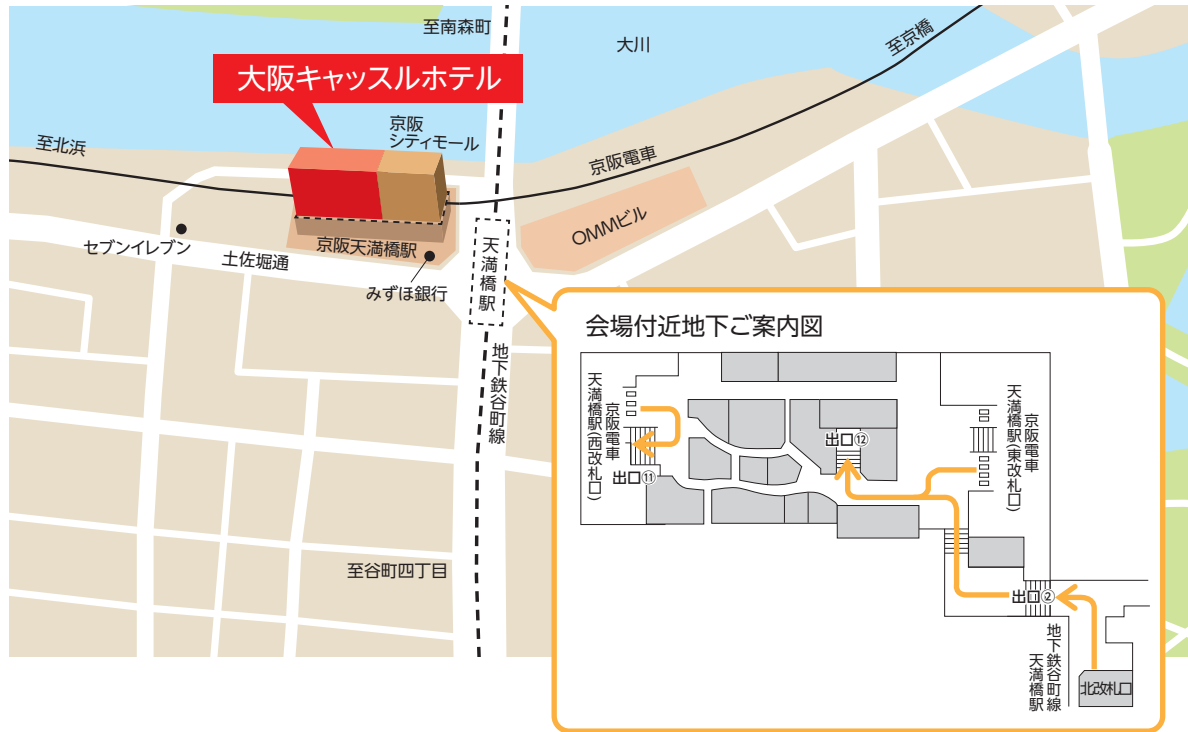 至南森町
大川
至京橋
大阪キャッスルホテル
京阪
シティモール
至北浜
京阪電車
OMMビル
セブンイレブン
土佐堀通
京阪天満橋駅
みずほ銀行
天満橋駅
地下鉄谷町線
至谷町四丁目
会場付近地下ご案内図
京阪電車
天満橋駅(西改札口)
出口⑪
出口⑫
京阪電車
天満橋駅(東改札口)
出口②
地下鉄谷町線
天満橋駅
北改札口